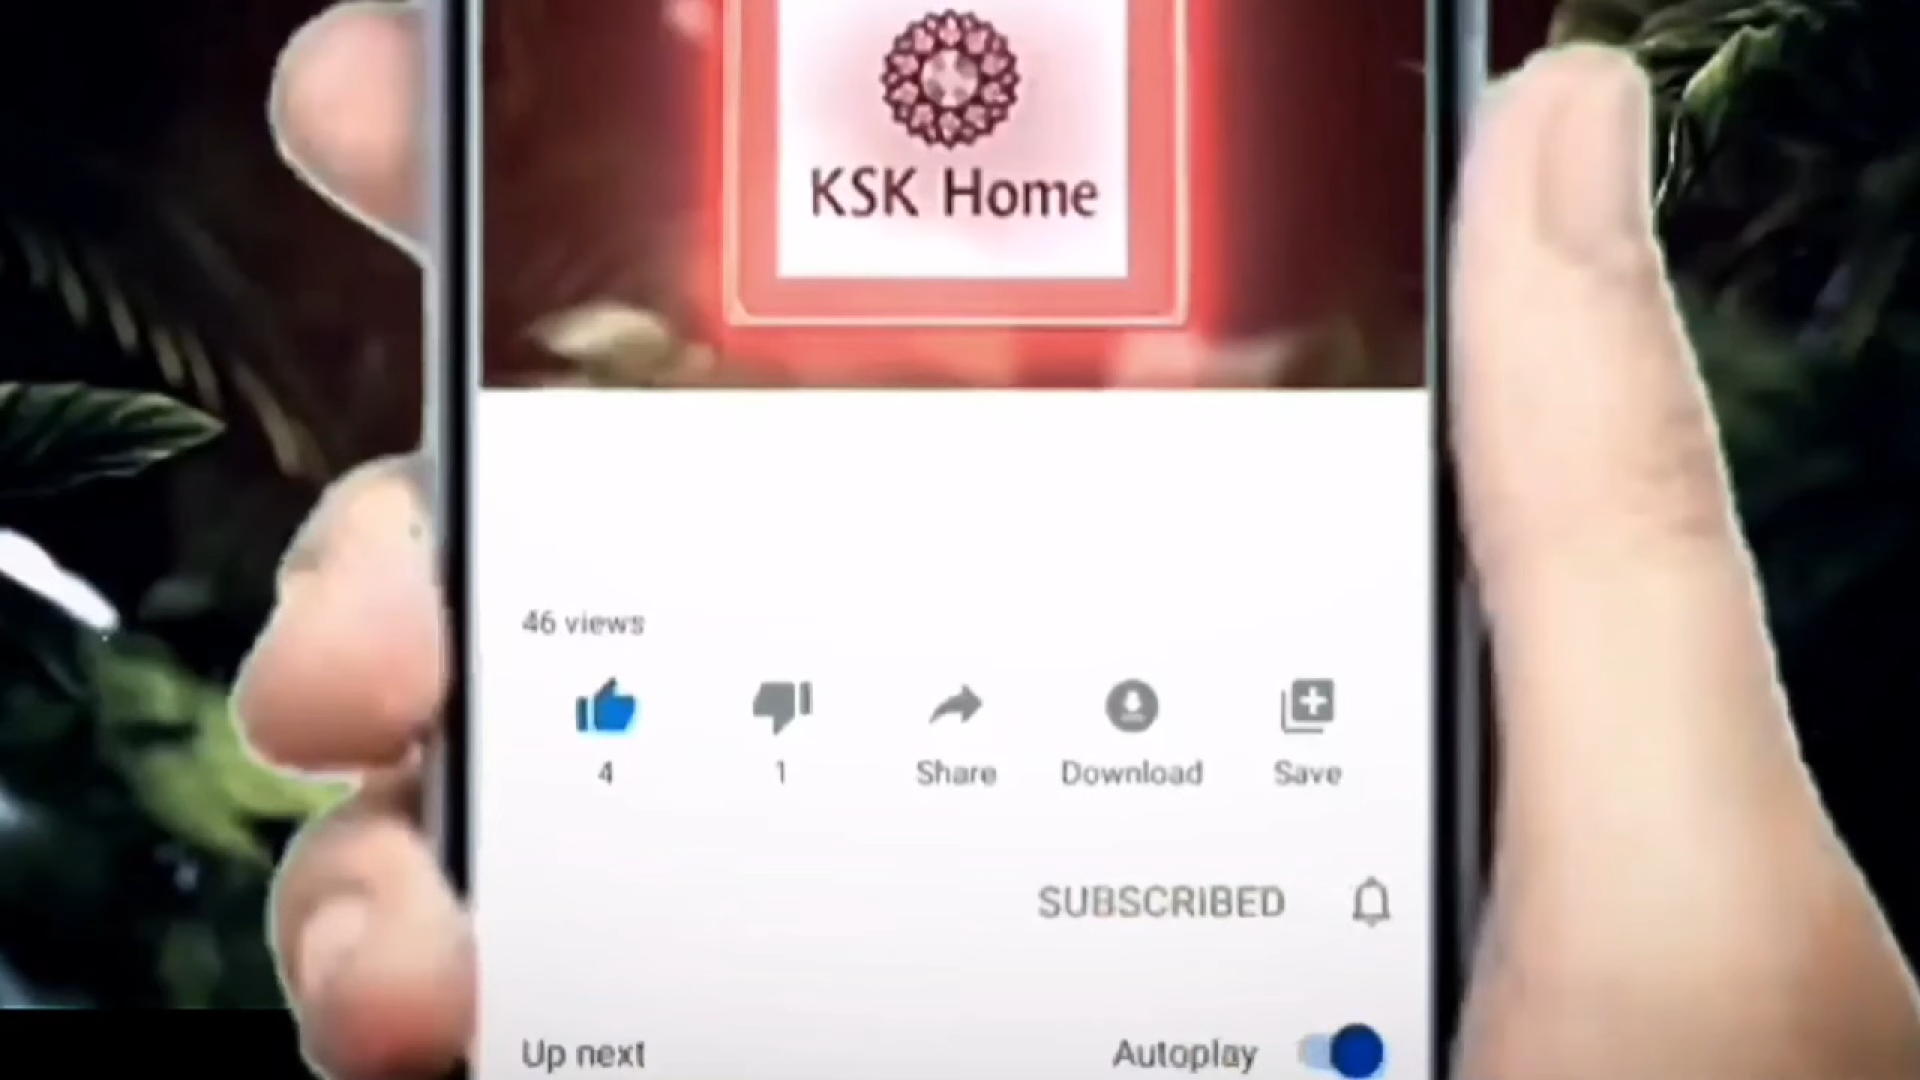 KSK Home
46 views
4 1 Share Download Save
SUBSCRIBED
Up next Autoplay